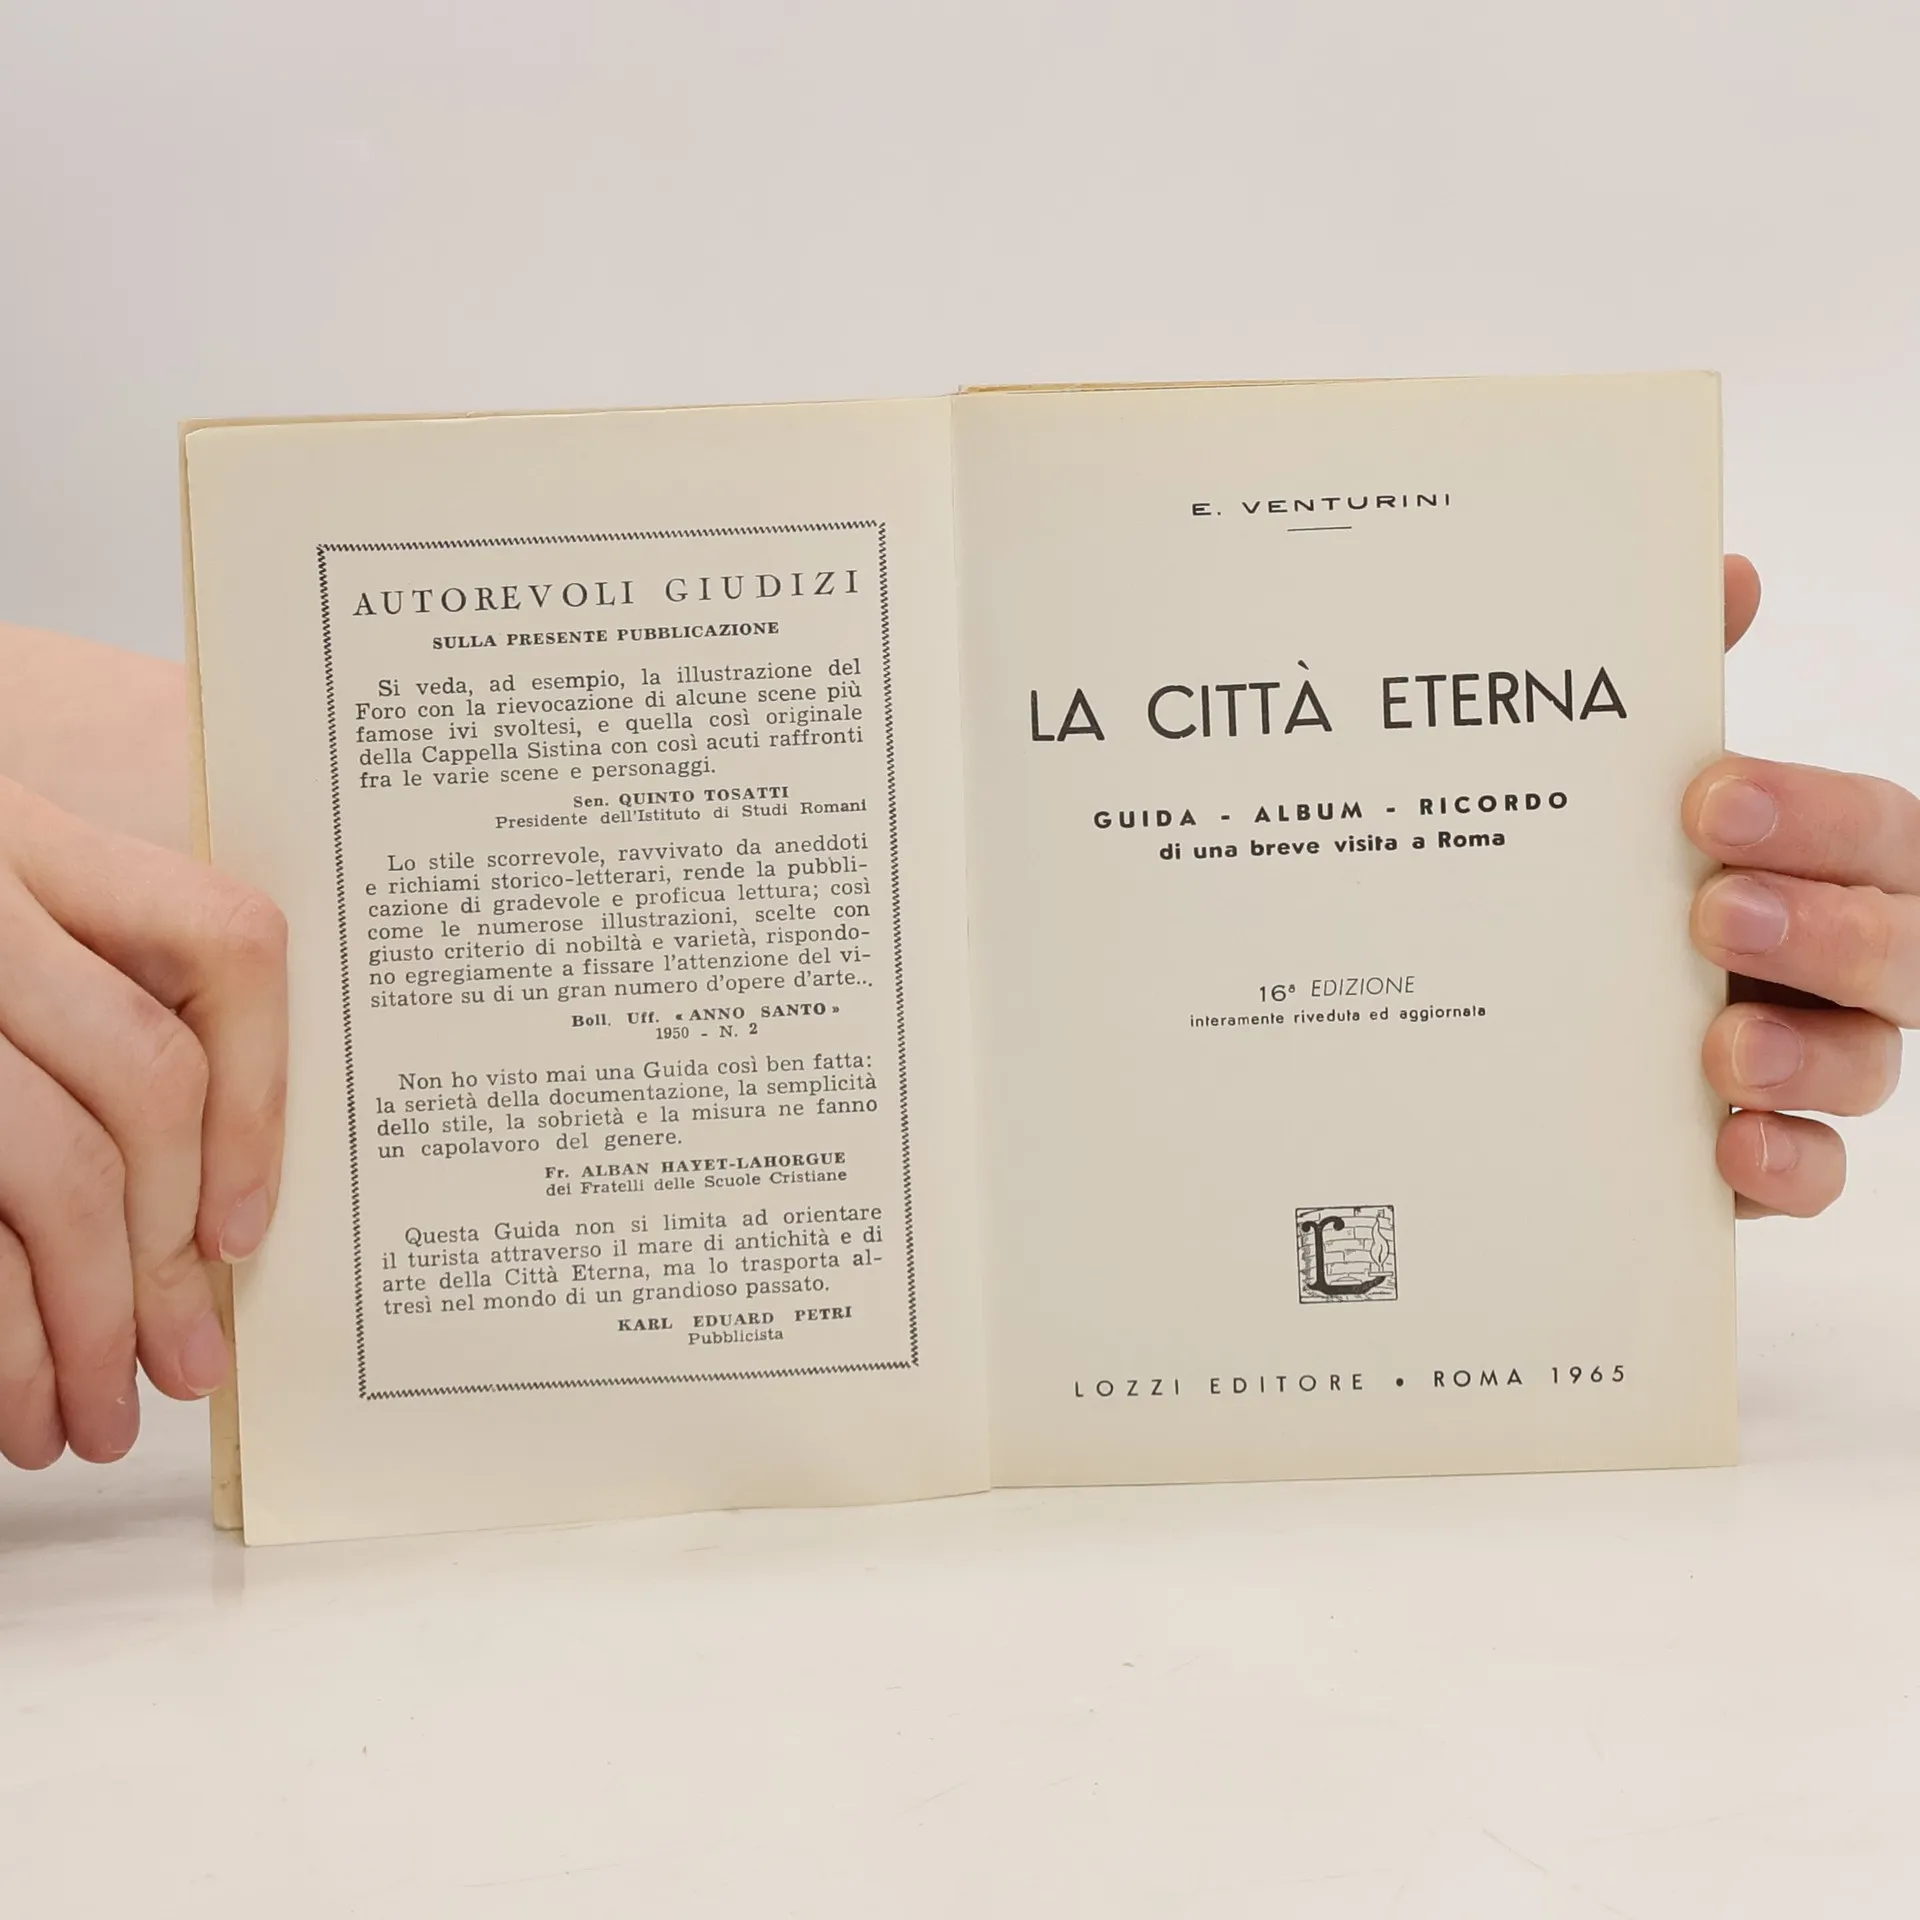 AUTOREVOLI GIUDIZI
SULLA PRESENTE PUBBLICAZIONE
Si veda, ad esempio, la illustrazione del
Foro con la rievocazione di alcune scene più
famose ivi svoltesi, e quella così originale
della Cappella Sistina con così acuti raffronti
fra le varie scene e personaggi.
Sen. QUINTO TOSATTI
Presidente dell'Istituto di Studi Romani
Lo stile scorrevole, ravvivato da aneddoti
e richiami storico-letterari, rende la pubbli-
cazione di gradevole e proficua lettura; così
come le numerose illustrazioni, scelte con
giusto criterio di nobiltà e varietà, rispondo-
no egregiamente a fissare l'attenzione del vi-
sitatore su di un gran numero d'opere d'arte...
Boll. Uff. « ANNO SANTO »
1950 - N. 2
Non ho visto mai una Guida così ben fatta:
la serietà della documentazione, la semplicità
dello stile, la sobrietà e la misura ne fanno
un capolavoro del genere.
Fr. ALBAN HAYET-LAHORGUE
dei Fratelli delle Scuole Cristiane
Questa Guida non si limita ad orientare
il turista attraverso il mare di antichità e di
arte della Città Eterna, ma lo trasporta al-
tresì nel mondo di un grandioso passato.
KARL EDUARD PETRI
Pubblicista
E. VENTURINI
LA CITTÀ ETERNA
GUIDA - ALBUM - RICORDO
di una breve visita a Roma
16ª EDIZIONE
interamente riveduta ed aggiornata
L
LOZZI EDITORE • ROMA 1965